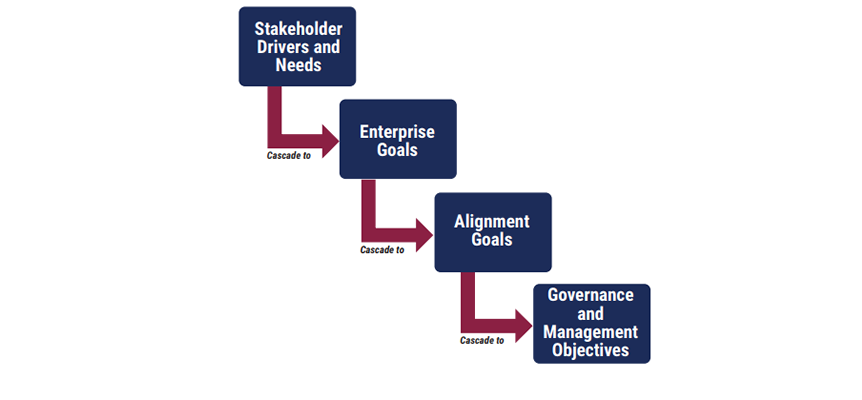 Stakeholder
Drivers and
Needs
Cascade to
Enterprise
Goals
Cascade to
Alignment
Goals
Cascade to
Governance
and
Management
Objectives